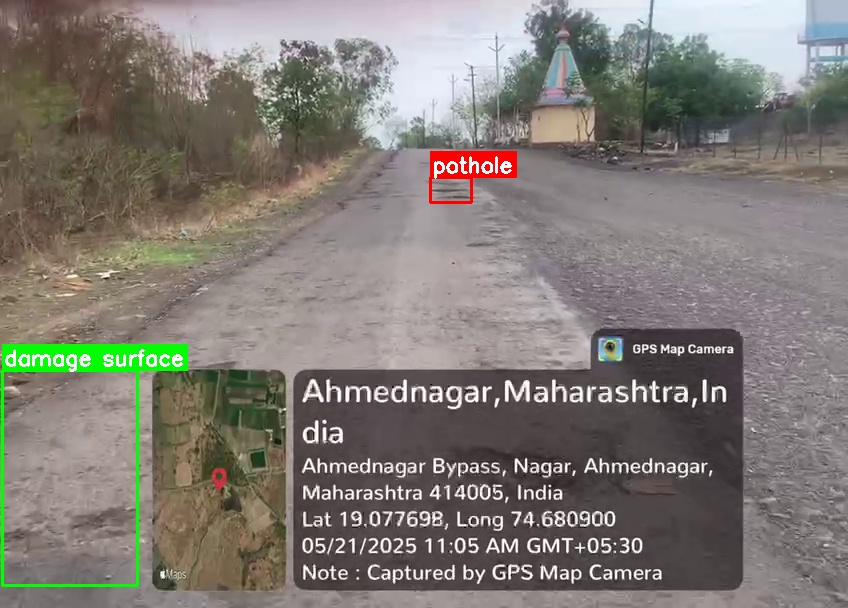 pothole
damage surface
GPS Map Camera
Ahmednagar,Maharashtra,In
dia
Ahmednagar Bypass, Nagar, Ahmednagar,
Maharashtra 414005, India
Lat 19.077698, Long 74.680900
05/21/2025 11:05 AM GMT+05:30
Note : Captured by GPS Map Camera
Maps